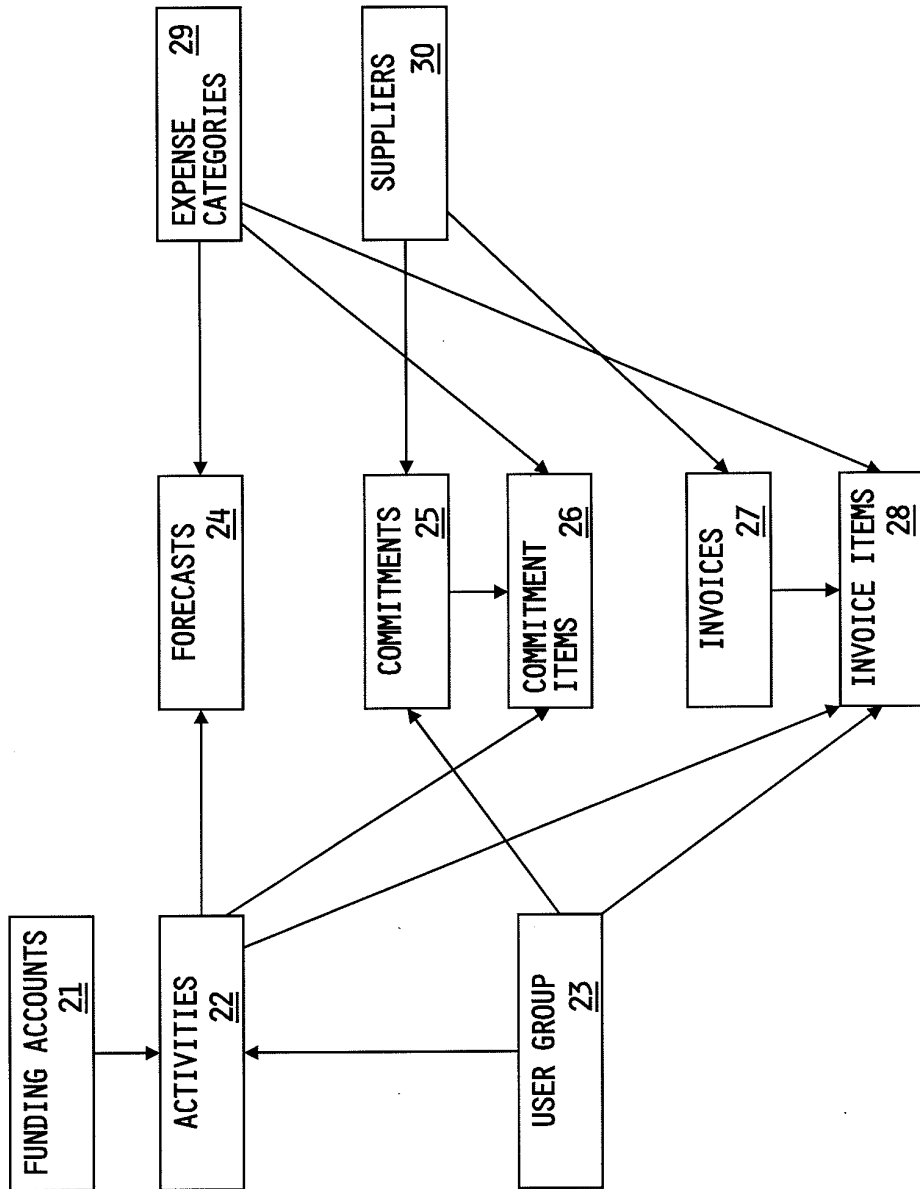 FUNDING ACCOUNTS
21
ACTIVITIES
22
FORECASTS
24
EXPENSE 29
CATEGORIES
COMMITMENTS
25
SUPPLIERS
30
USER GROUP
23
COMMITMENT
ITEMS 26
INVOICES
27
INVOICE ITEMS
28